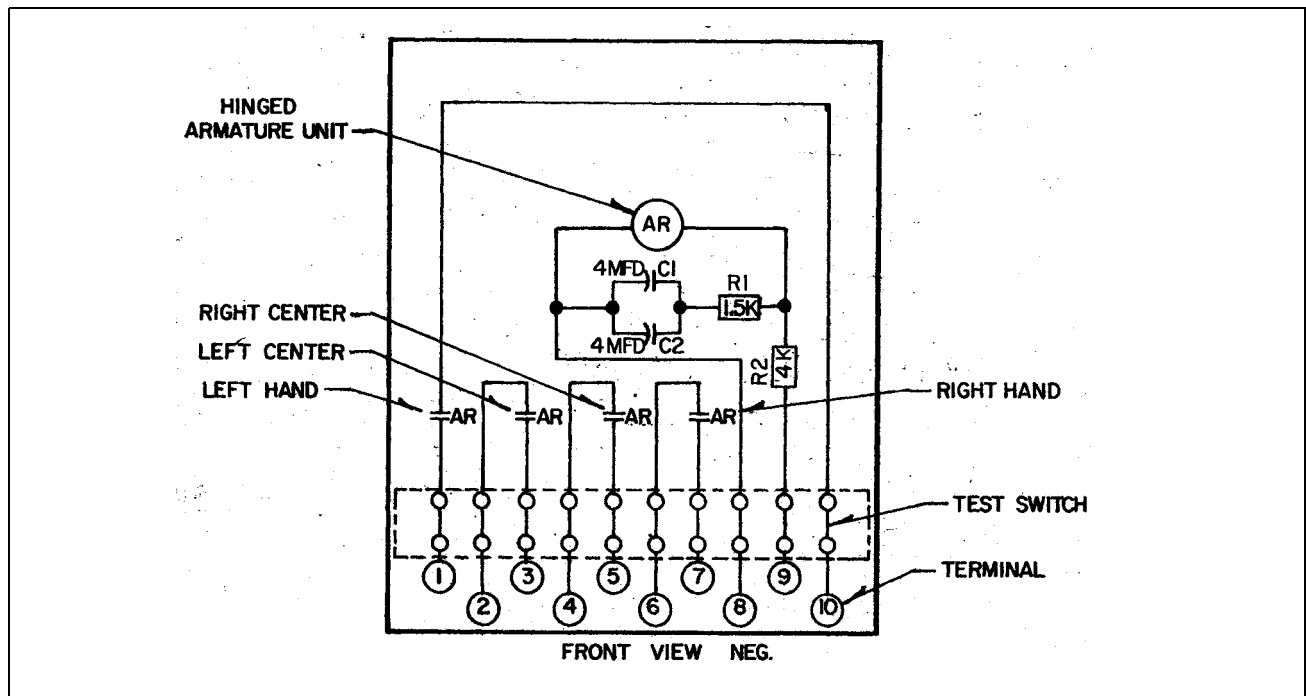 HINGED
ARMATURE UNIT
AR
4MFD C1
R1
1.5K
RIGHT CENTER
4MFD C2
LEFT CENTER
R2
4K
LEFT HAND
RIGHT HAND
AR
AR
AR
AR
TEST SWITCH
1
3
5
7
9
TERMINAL
2
4
6
8
10
FRONT VIEW NEG.